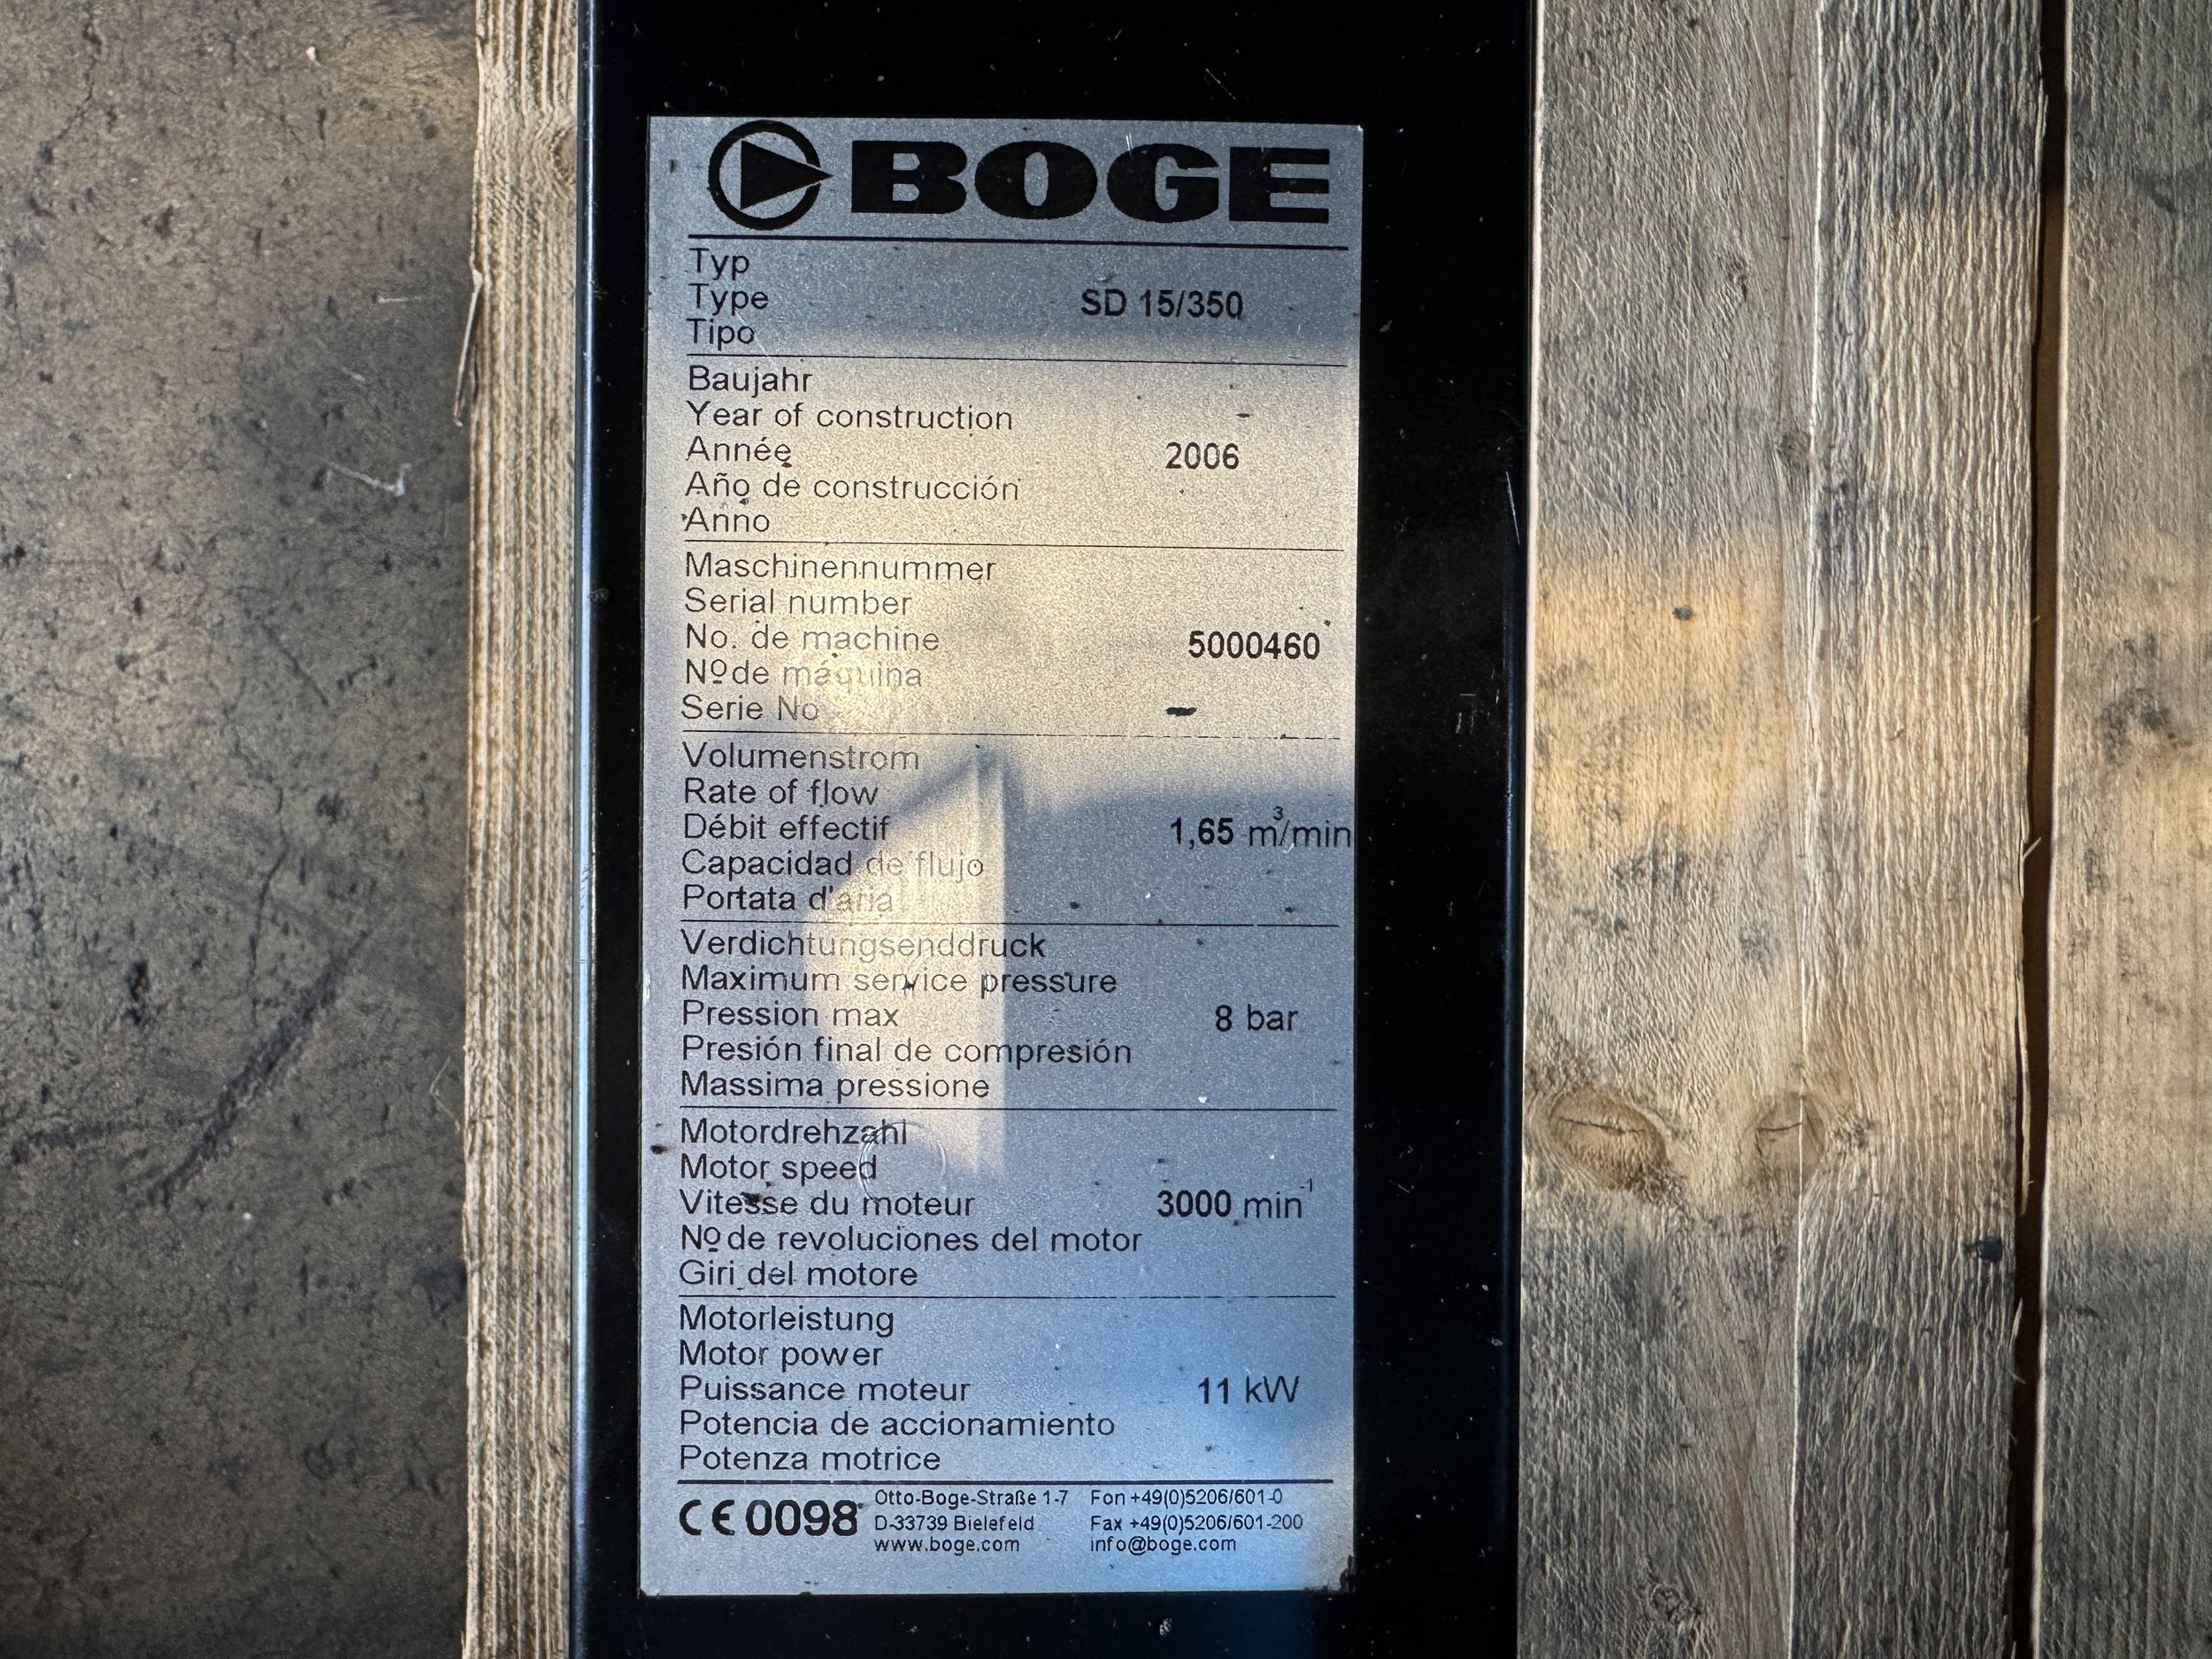 BOGE
Typ
Type
SD 15/350
Tipo
Baujahr
Year of construction
Année
2006
Año de construcción
Anno
Maschinennummer
Serial number
No. de machine
5000460
Nº de máquina
Serie No
Volumenstrom
Rate of flow
Débit effectif
1,65 m³/min
Capacidad de flujo
Portata d'aria
Verdichtungsenddruck
Maximum service pressure
Pression max
8 bar
Presión final de compresión
Massima pressione
Motordrehzahl
Motor speed
Vitesse du moteur
3000 min⁻¹
Nº de revoluciones del motor
Giri del motore
Motorleistung
Motor power
Puissance moteur
11 kW
Potencia de accionamiento
Potenza motrice
CE 0098
Otto-Boge-Straße 1-7
D-33739 Bielefeld
www.boge.com
Fon +49(0)5206/601-0
Fax +49(0)5206/601-200
info@boge.com